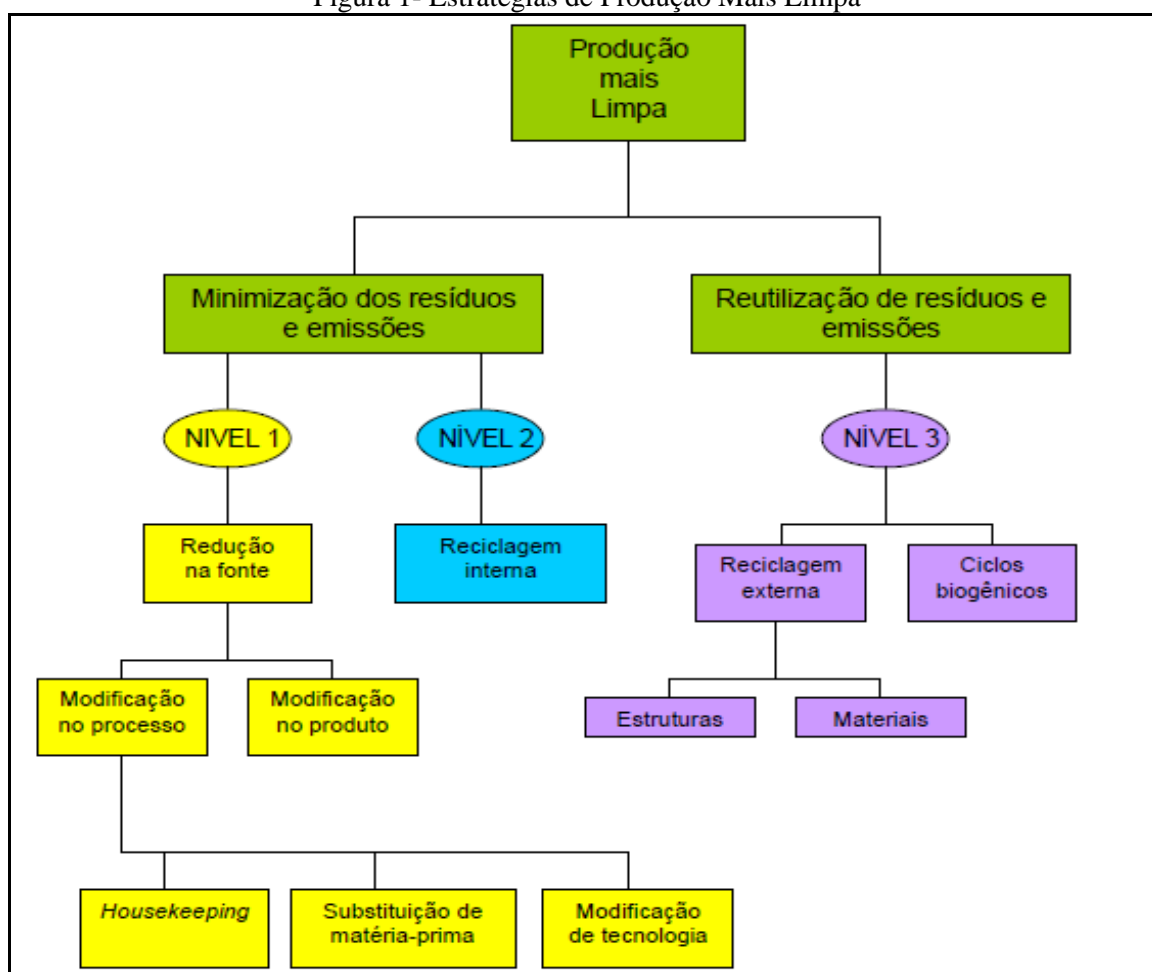 Figura 1- Estratégias de Produção Mais Limpa
Produção
mais
Limpa
Minimização dos resíduos
e emissões
Reutilização de resíduos e
emissões
NIVEL 1
NÍVEL 2
NÍVEL 3
Redução
na fonte
Reciclagem
interna
Reciclagem
externa
Ciclos
biogênicos
Modificação
no processo
Modificação
no produto
Estruturas
Materiais
Housekeeping
Substituição de
matéria-prima
Modificação
de tecnologia